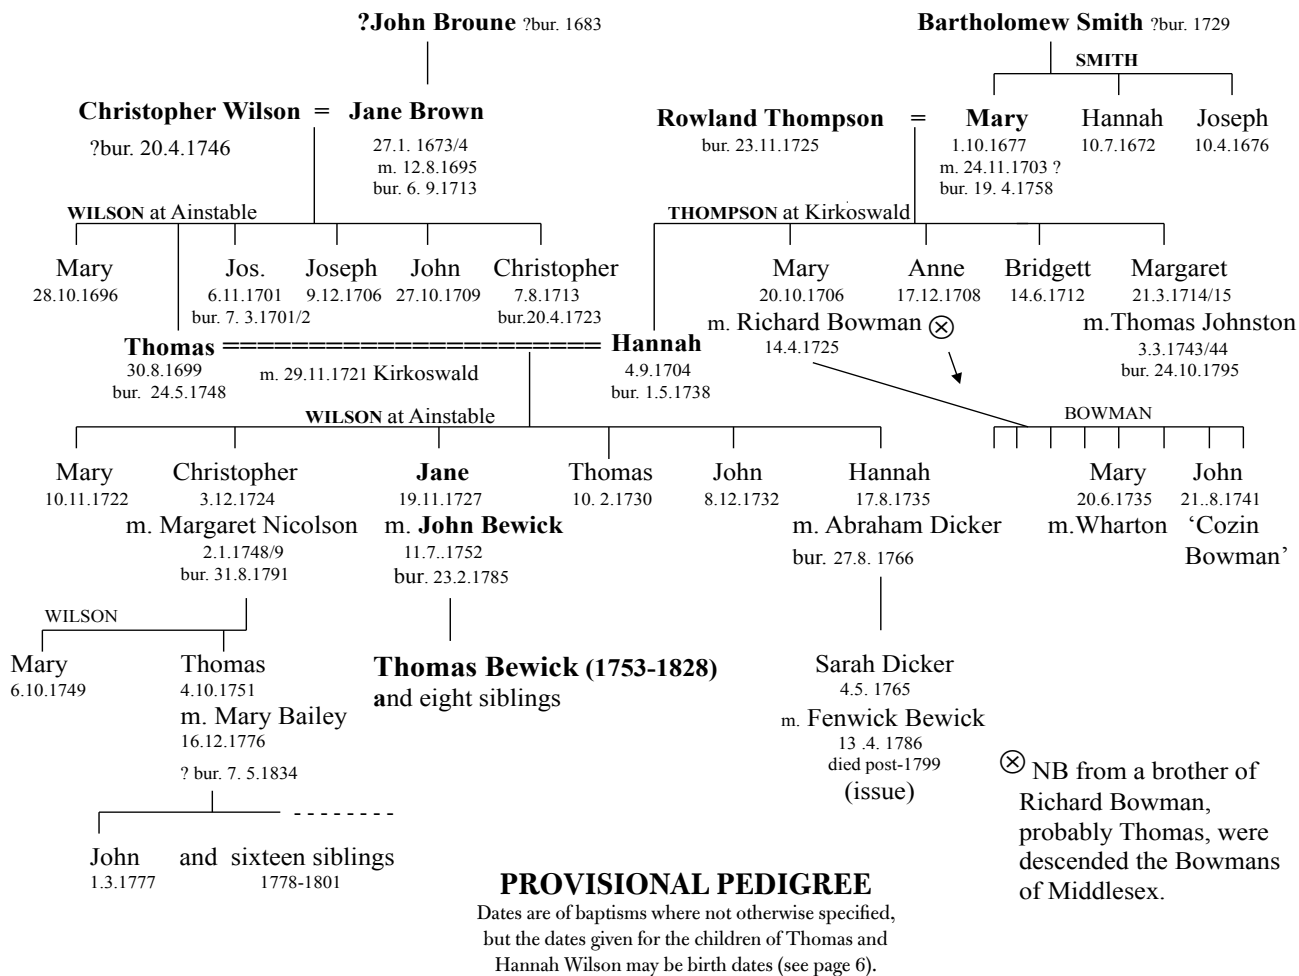 ?John Broune ?bur. 1683
Bartholomew Smith ?bur. 1729
SMITH
Christopher Wilson = Jane Brown
?bur. 20.4.1746
27.1. 1673/4
m. 12.8.1695
bur. 6. 9.1713
Rowland Thompson = Mary Hannah Joseph
bur. 23.11.1725
1.10.1677 10.7.1672 10.4.1676
m. 24.11.1703 ?
bur. 19. 4.1758
WILSON at Ainstable
THOMPSON at Kirkoswald
Mary Jos. Joseph John Christopher
28.10.1696 6.11.1701 9.12.1706 27.10.1709 7.8.1713
bur. 7. 3.1701/2 bur.20.4.1723
Mary Anne Bridgett Margaret
20.10.1706 17.12.1708 14.6.1712 21.3.1714/15
m. Richard Bowman ⊗ m.Thomas Johnston
14.4.1725 3.3.1743/44
bur. 24.10.1795
Thomas ======================== Hannah
30.8.1699 m. 29.11.1721 Kirkoswald 4.9.1704
bur. 24.5.1748 bur. 1.5.1738
WILSON at Ainstable
BOWMAN
Mary Christopher Jane Thomas John Hannah Mary John
10.11.1722 3.12.1724 19.11.1727 10. 2.1730 8.12.1732 17.8.1735 20.6.1735 21..8.1741
m. Margaret Nicolson m. John Bewick m. Abraham Dicker m.Wharton ‘Cozin
2.1.1748/9 11.7..1752 bur. 27.8. 1766 Bowman’
bur. 31.8.1791 bur. 23.2.1785
WILSON
Mary Thomas Thomas Bewick (1753-1828) Sarah Dicker
6.10.1749 4.10.1751 and eight siblings 4.5. 1765
m. Mary Bailey m. Fenwick Bewick
16.12.1776 13 .4. 1786
? bur. 7. 5.1834 died post-1799
(issue)
- - - - - - - -
John and sixteen siblings
1.3.1777 1778-1801
⊗ NB from a brother of
Richard Bowman,
probably Thomas, were
descended the Bowmans
of Middlesex.
PROVISIONAL PEDIGREE
Dates are of baptisms where not otherwise specified,
but the dates given for the children of Thomas and
Hannah Wilson may be birth dates (see page 6).